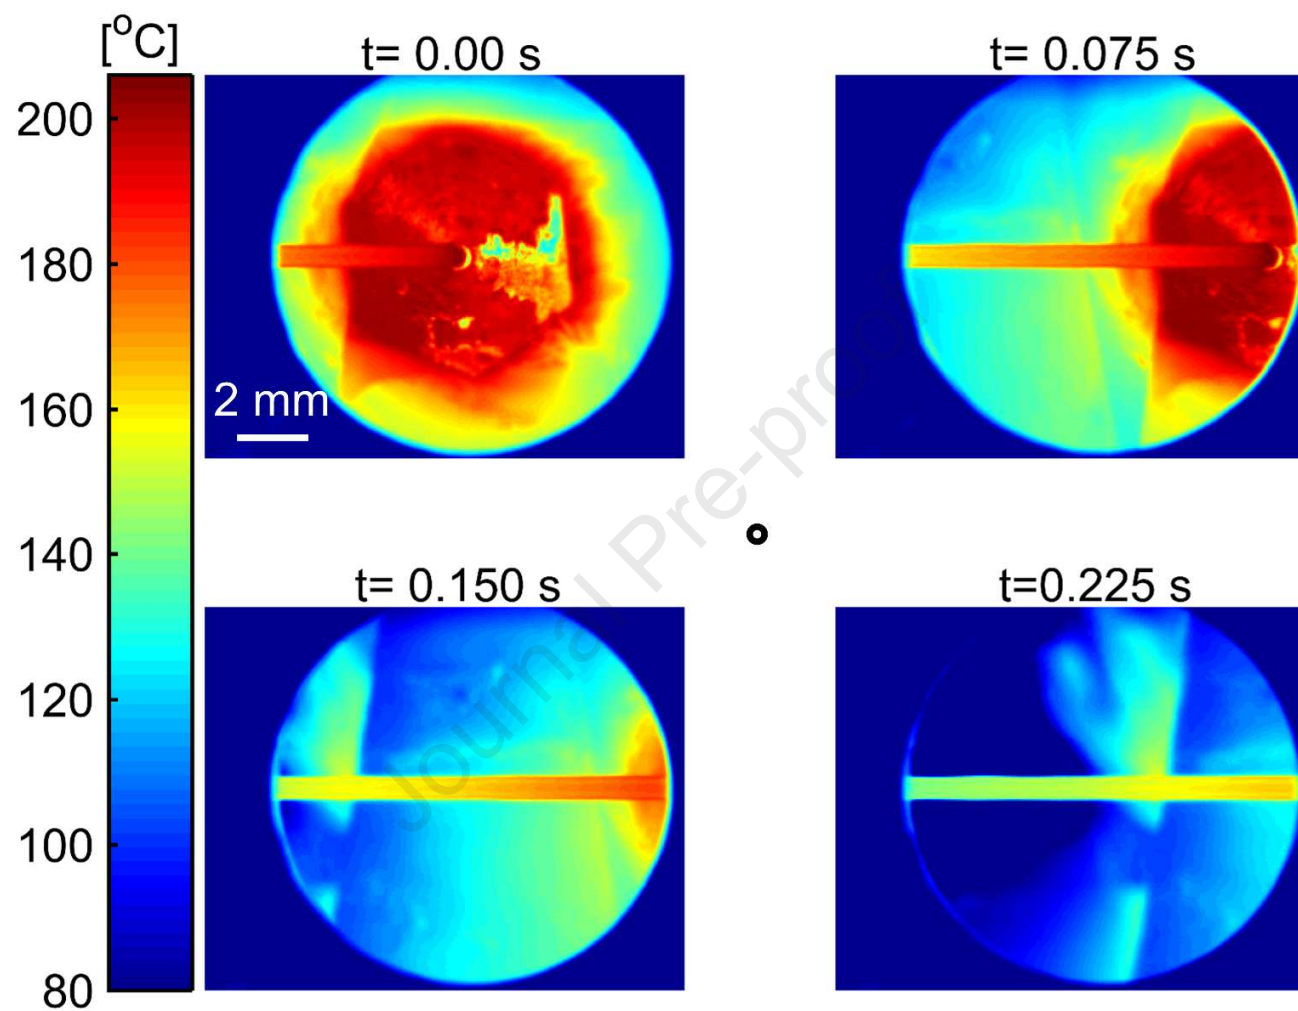 [°C]
t= 0.00 s
t= 0.075 s
200
180
160
140
120
100
80
2 mm
t= 0.150 s
t=0.225 s
Journal Pre-proof